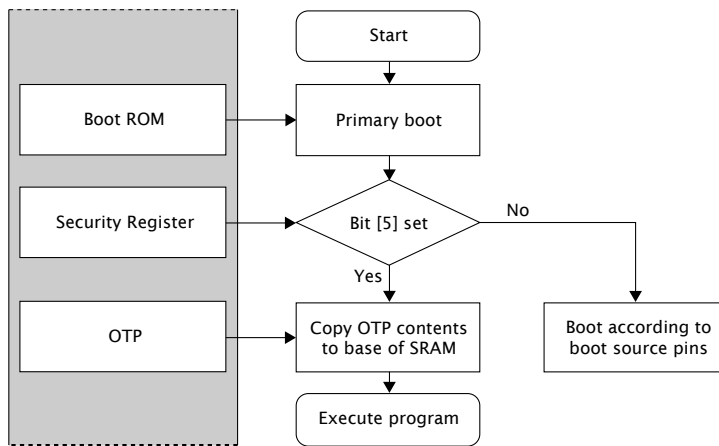 Start
Boot ROM
Primary boot
Security Register
Bit [5] set
No
Yes
OTP
Copy OTP contents
to base of SRAM
Boot according to
boot source pins
Execute program